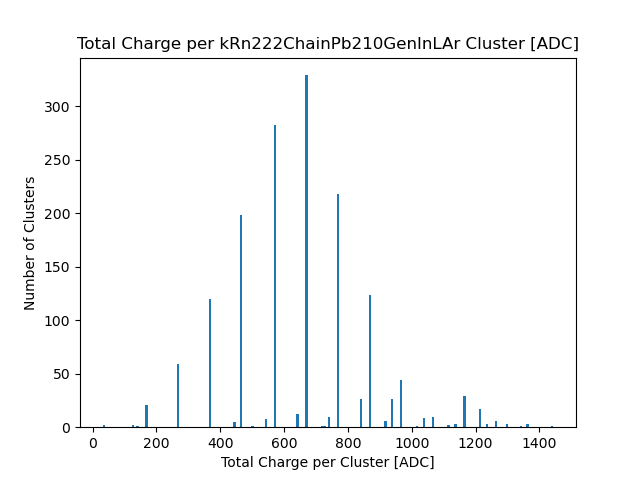 Total Charge per kRn222ChainPb210GenInLAr Cluster [ADC]
300
250
200
150
100
50
0
Number of Clusters
0 200 400 600 800 1000 1200 1400
Total Charge per Cluster [ADC]